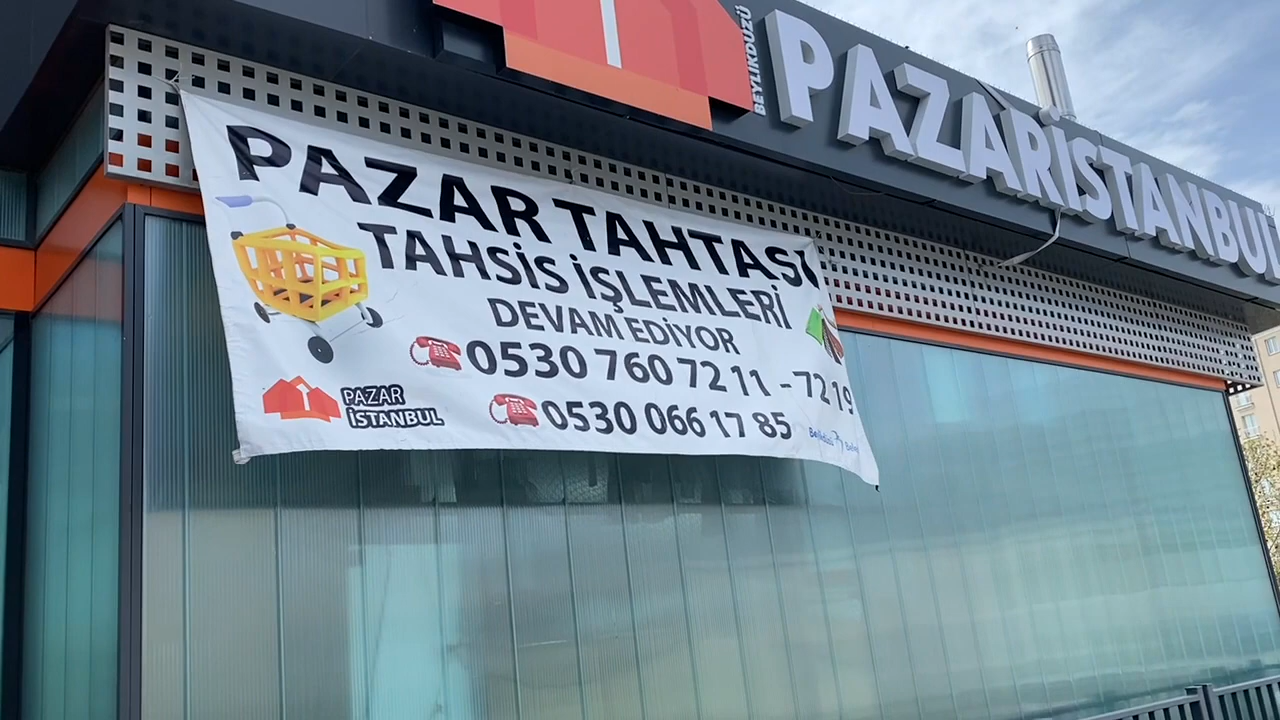 BEYLİKDÜZÜ
PAZARİSTANBUL
PAZAR TAHTASI
TAHSİS İŞLEMLERİ
DEVAM EDİYOR
0530 760 72 11 - 72 19
0530 066 17 85
PAZAR
İSTANBUL